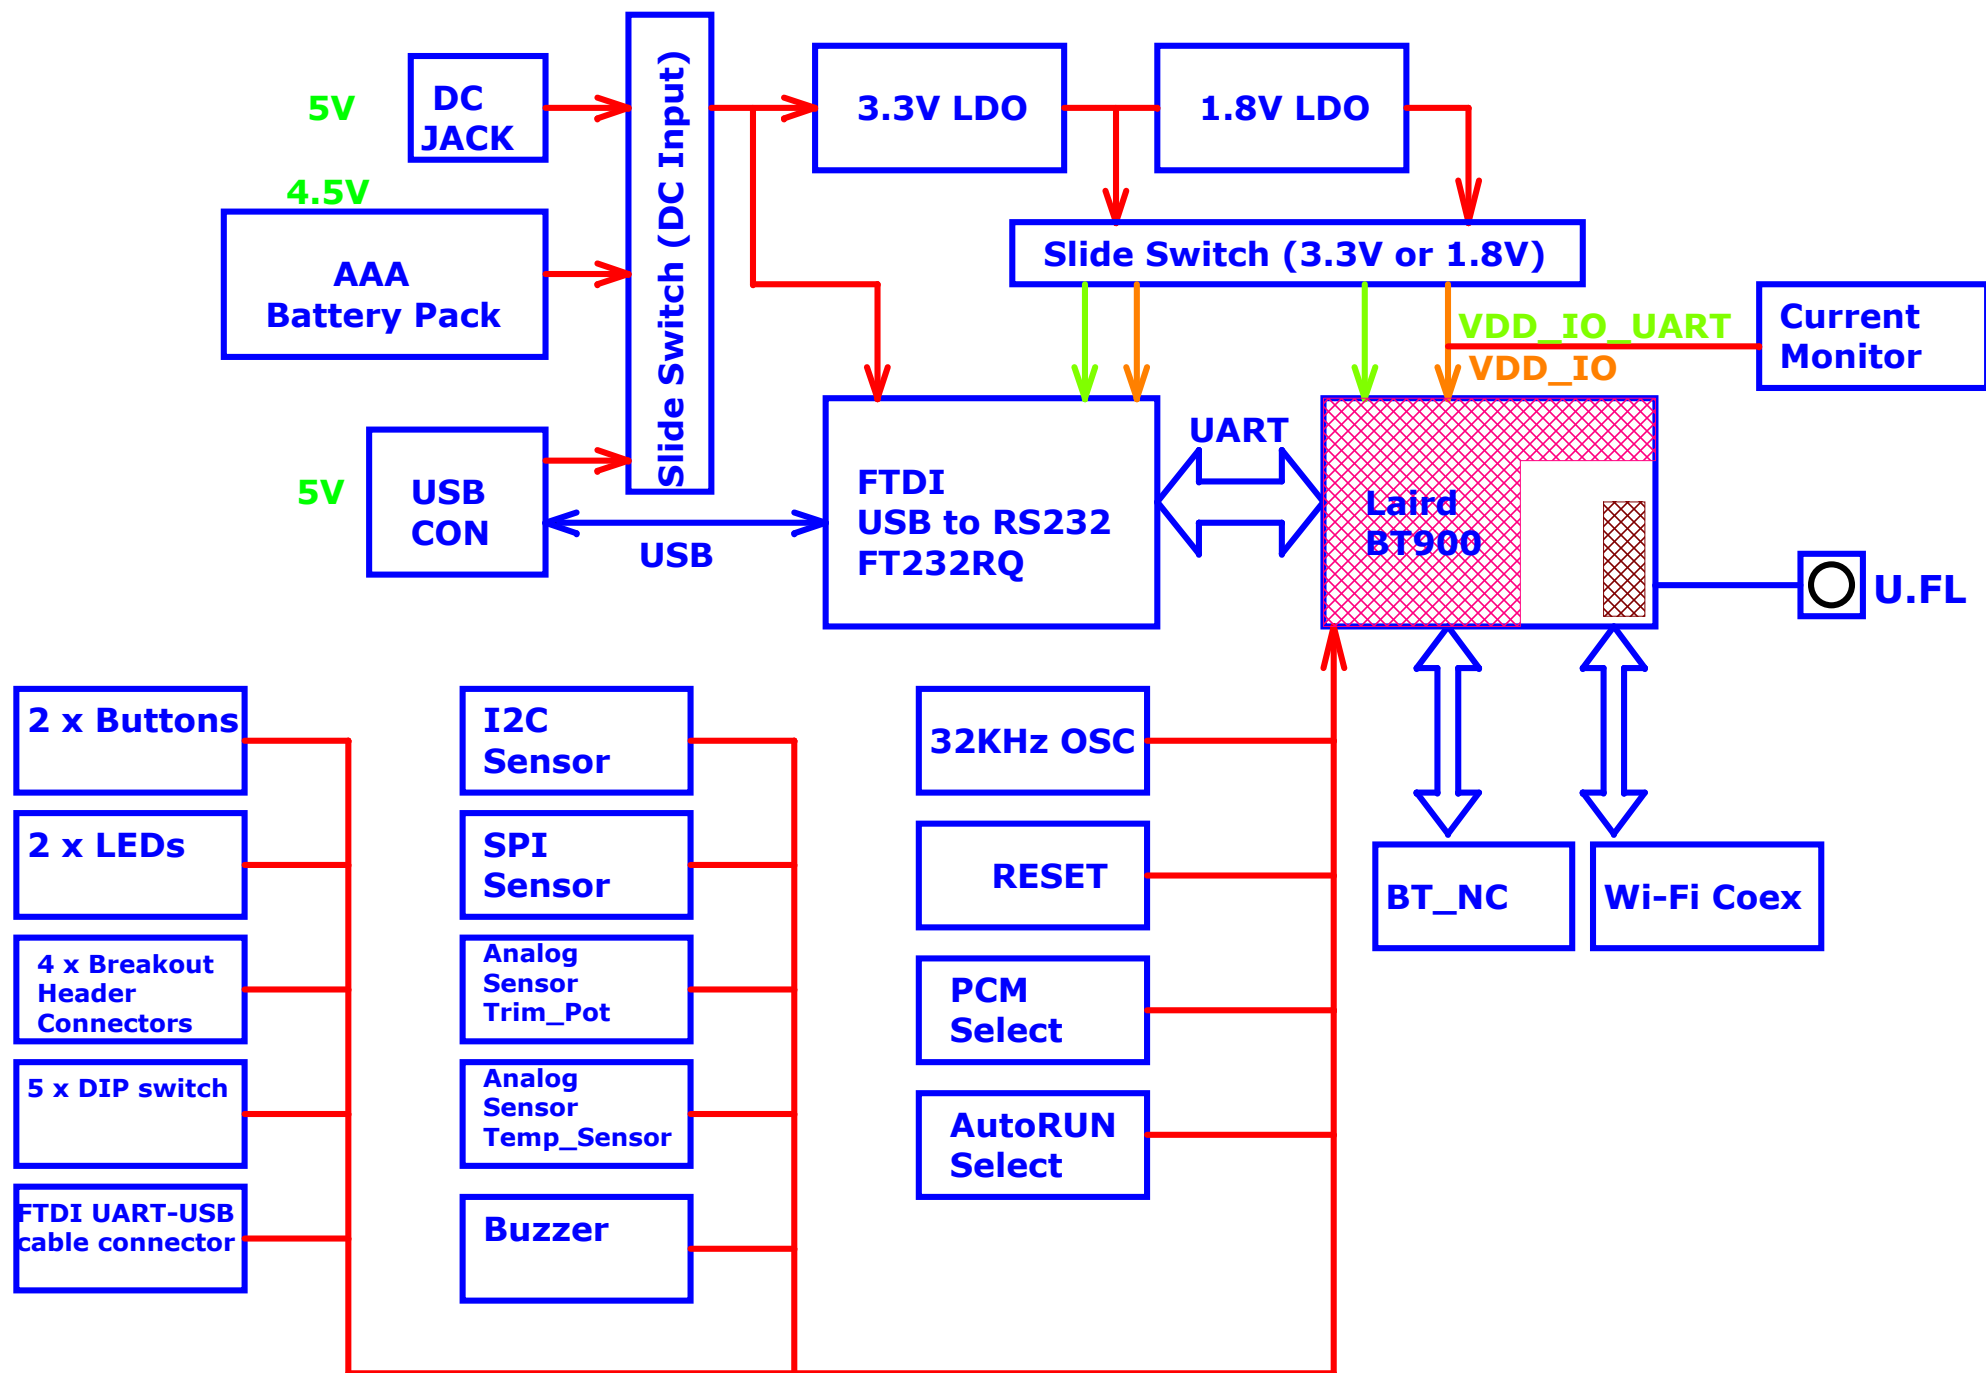 5V
DC
JACK
4.5V
AAA
Battery Pack
5V
USB
CON
Slide Switch (DC Input)
3.3V LDO
1.8V LDO
Slide Switch (3.3V or 1.8V)
VDD_IO_UART
VDD_IO
Current
Monitor
USB
FTDI
USB to RS232
FT232RQ
UART
Laird
BT900
U.FL
2 x Buttons
2 x LEDs
4 x Breakout
Header
Connectors
5 x DIP switch
FTDI UART-USB
cable connector
I2C
Sensor
SPI
Sensor
Analog
Sensor
Trim_Pot
Analog
Sensor
Temp_Sensor
Buzzer
32KHz OSC
RESET
PCM
Select
AutoRUN
Select
BT_NC
Wi-Fi Coex